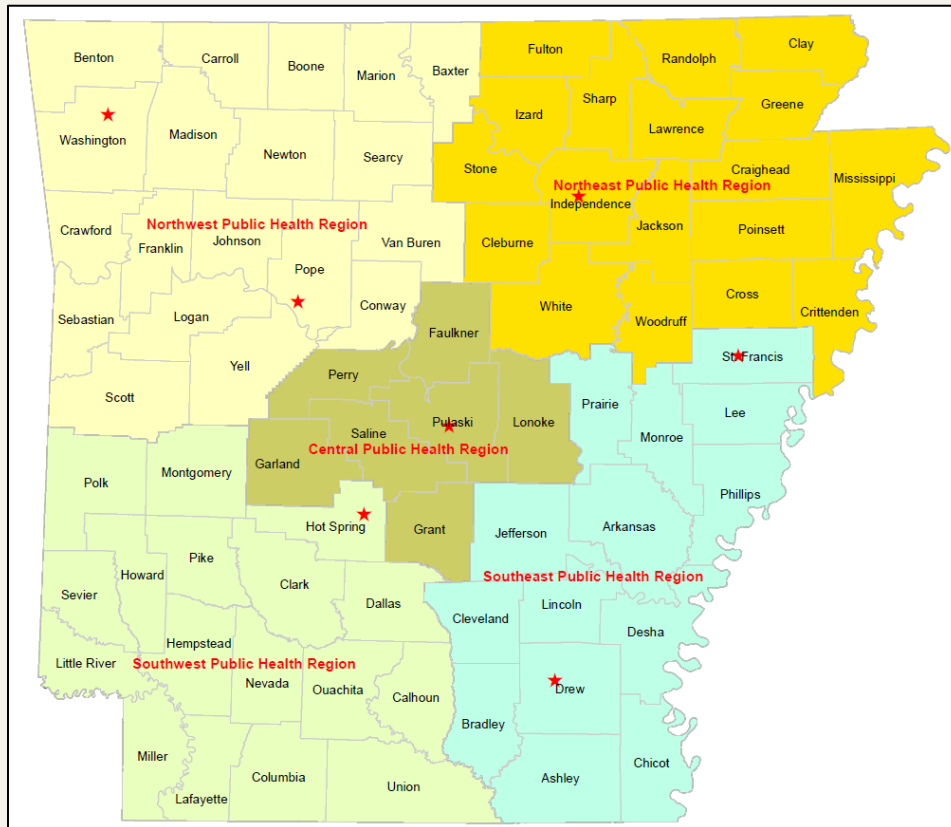 Benton
Carroll
Boone
Marion
Baxter
Fulton
Randolph
Clay
Sharp
Izard
Greene
Washington
Madison
Newton
Searcy
Stone
Lawrence
Craighead
Mississippi
Northeast Public Health Region
Independence
Northwest Public Health Region
Crawford
Franklin
Johnson
Van Buren
Cleburne
Jackson
Poinsett
Pope
Sebastian
Logan
Conway
White
Woodruff
Cross
Crittenden
Faulkner
Yell
Scott
Perry
St. Francis
Prairie
Lee
Pulaski
Lonoke
Saline
Monroe
Central Public Health Region
Garland
Polk
Montgomery
Phillips
Hot Spring
Grant
Jefferson
Arkansas
Pike
Howard
Clark
Southeast Public Health Region
Sevier
Dallas
Cleveland
Lincoln
Desha
Hempstead
Little River
Southwest Public Health Region
Nevada
Ouachita
Calhoun
Drew
Bradley
Miller
Columbia
Union
Ashley
Chicot
Lafayette